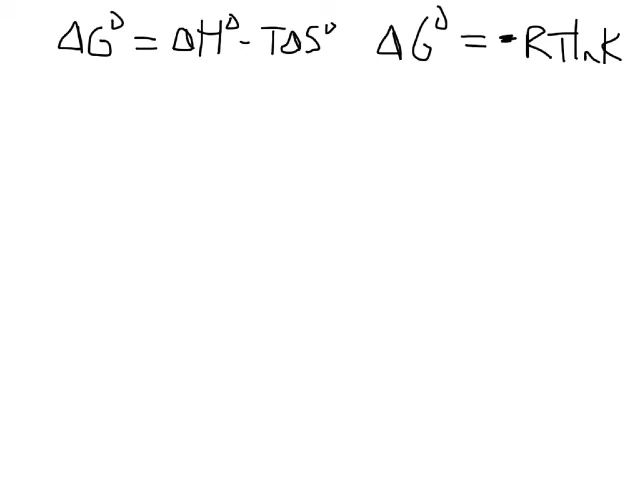 ΔG° = ΔH° - TΔS° ΔG° = -RTlnK